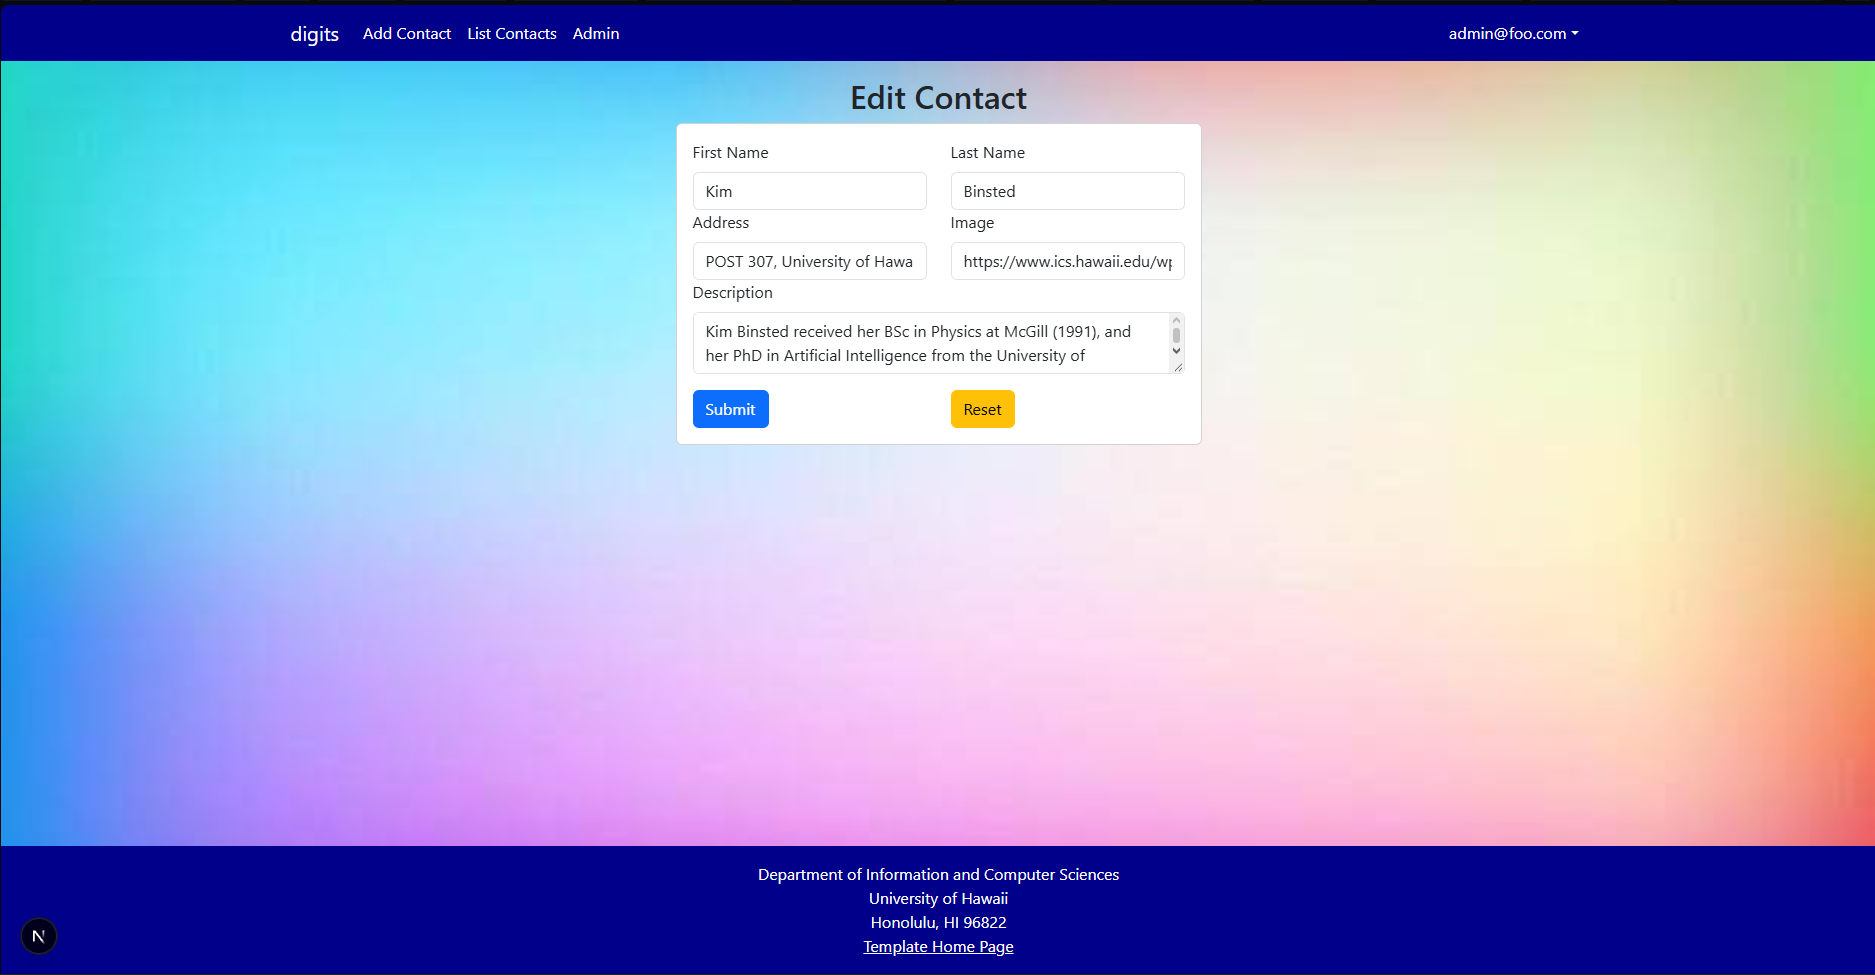 digits Add Contact List Contacts Admin admin@foo.com
Edit Contact
First Name Last Name
Kim Binsted
Address Image
POST 307, University of Hawa https://www.ics.hawaii.edu/wp
Description
Kim Binsted received her BSc in Physics at McGill (1991), and
her PhD in Artificial Intelligence from the University of
Submit Reset
Department of Information and Computer Sciences
University of Hawaii
Honolulu, HI 96822
Template Home Page
N